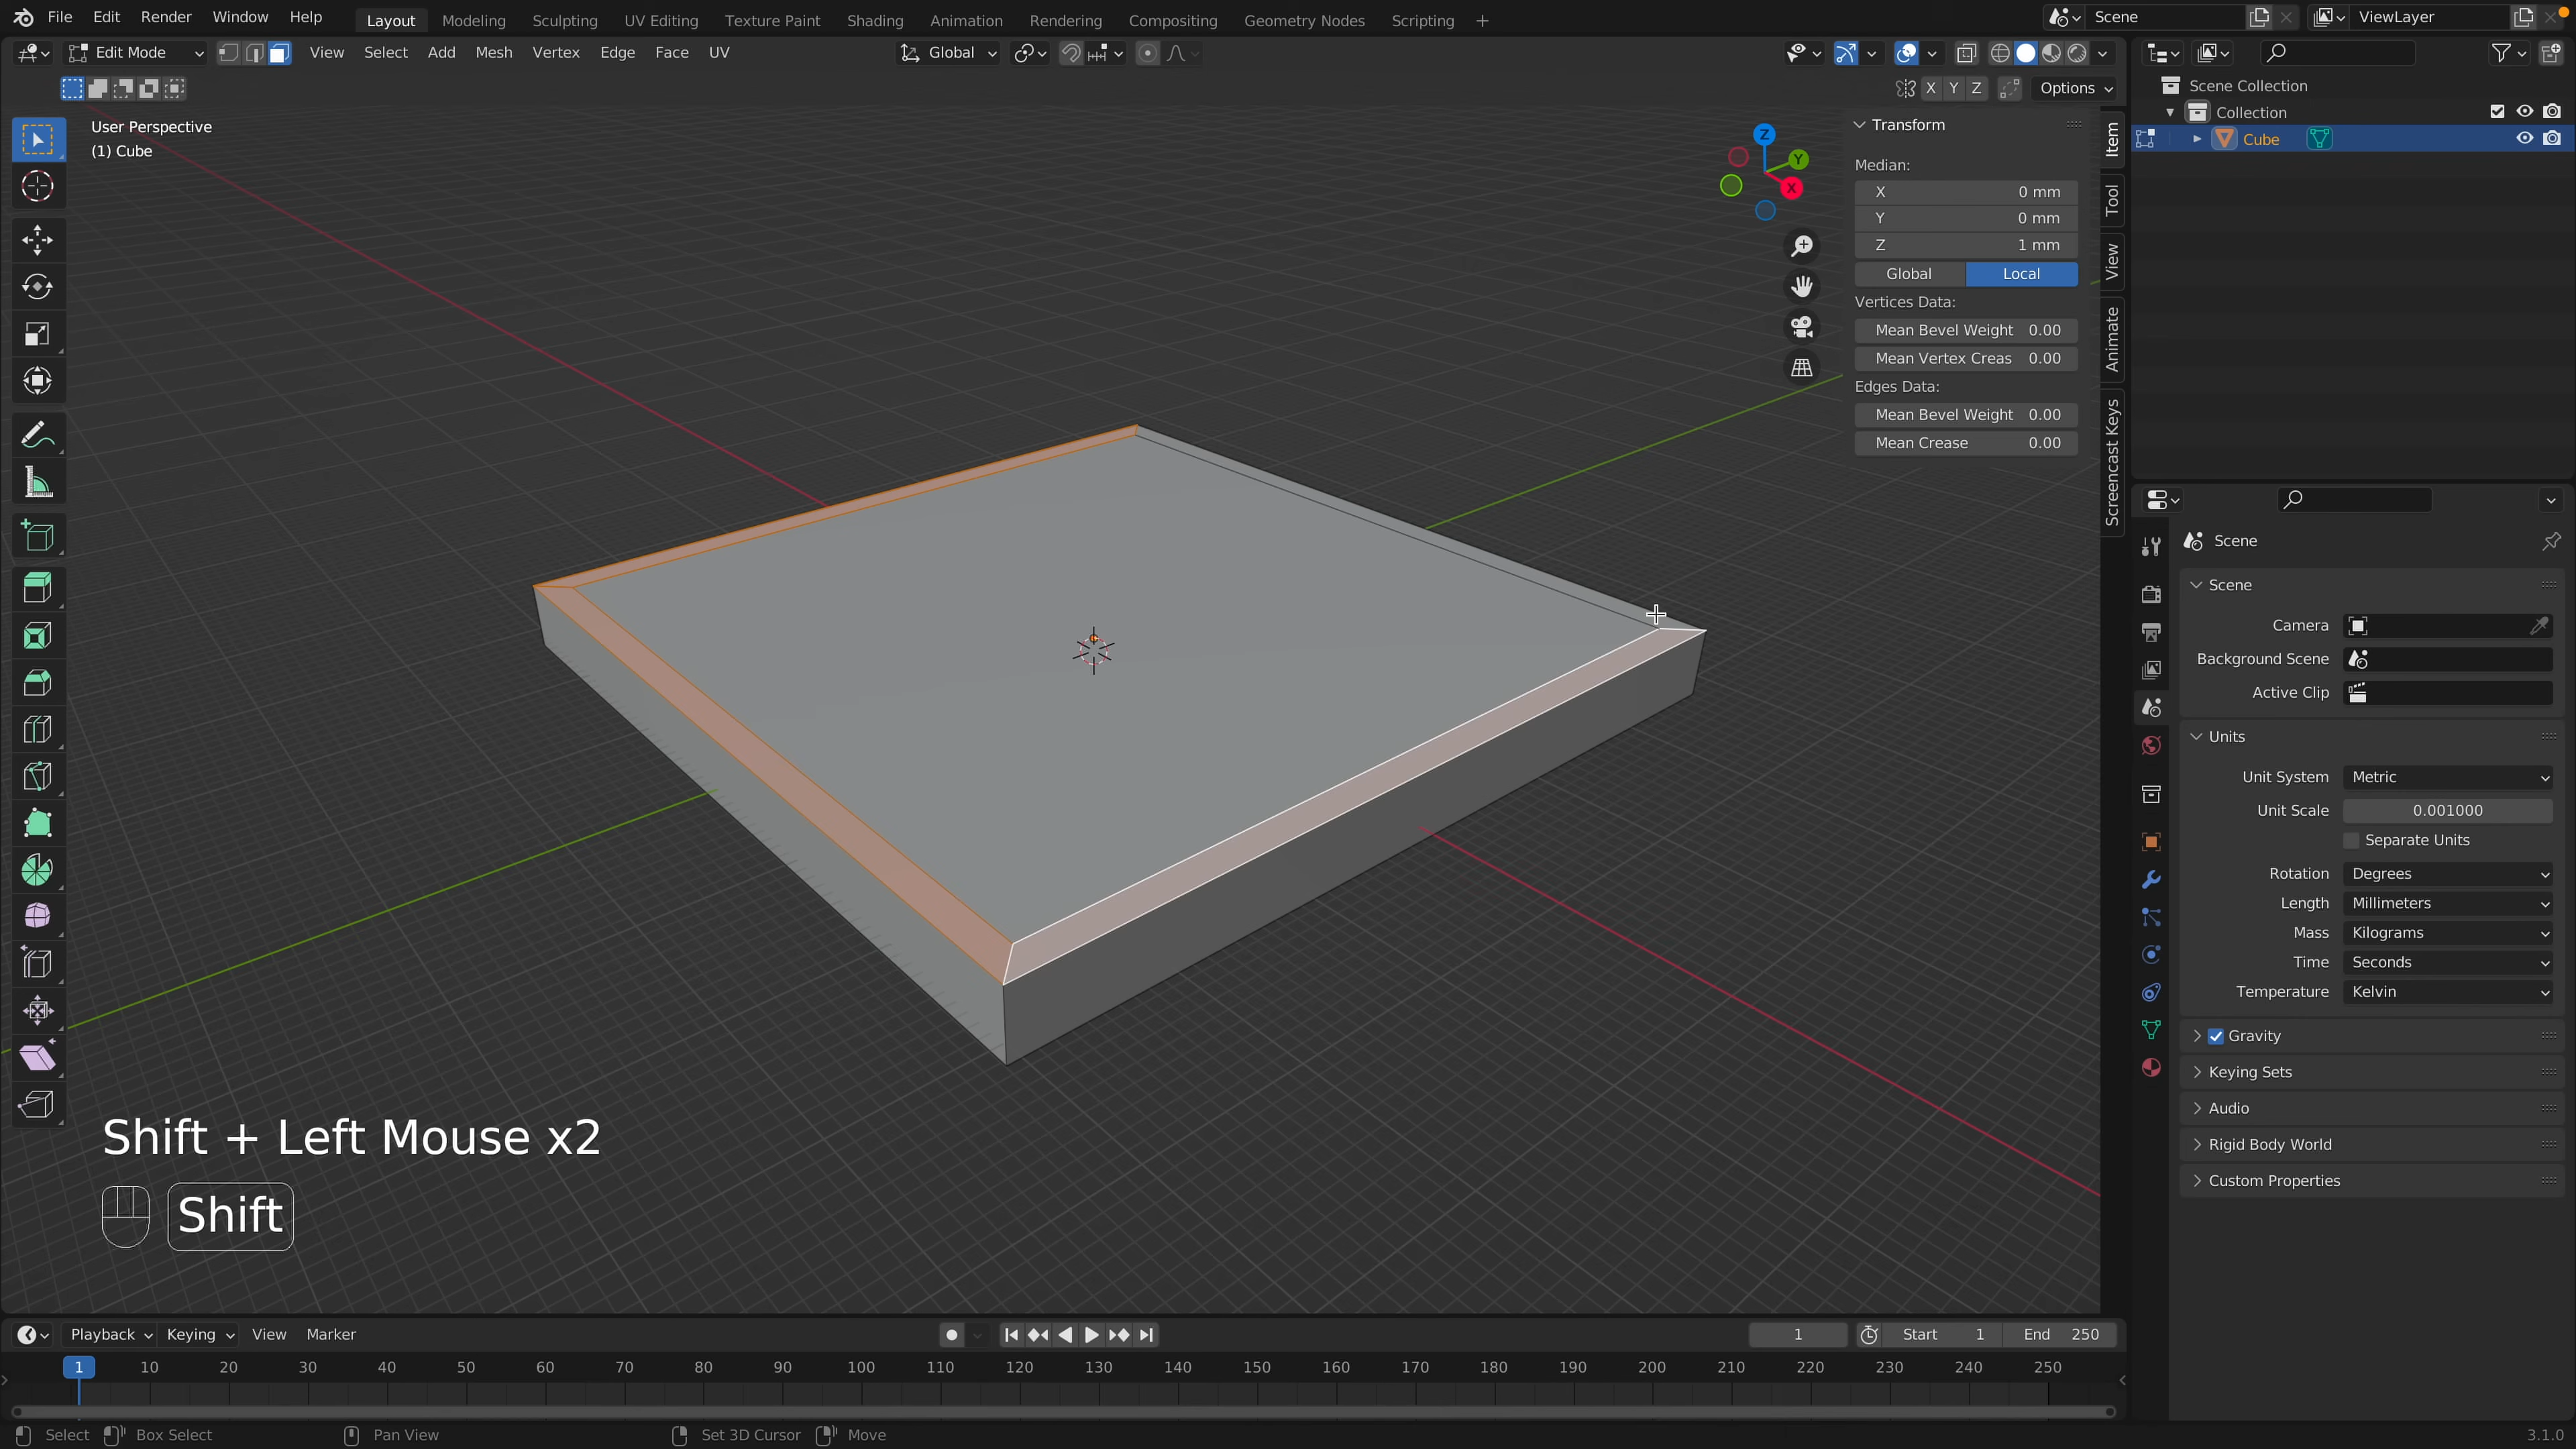 File Edit Render Window Help Layout Modeling Sculpting UV Editing Texture Paint Shading Animation Rendering Compositing Geometry Nodes Scripting + Scene ViewLayer
Edit Mode View Select Add Mesh Vertex Edge Face UV Global
X Y Z Options
User Perspective
(1) Cube
Z
Y
X
Transform
Median:
X 0 mm
Y 0 mm
Z 1 mm
Global Local
Vertices Data:
Mean Bevel Weight 0.00
Mean Vertex Creas 0.00
Edges Data:
Mean Bevel Weight 0.00
Mean Crease 0.00
Item
Tool
View
Animate
Screencast Keys
Scene Collection
Collection
Cube
Scene
Scene
Camera
Background Scene
Active Clip
Units
Unit System Metric
Unit Scale 0.001000
Separate Units
Rotation Degrees
Length Millimeters
Mass Kilograms
Time Seconds
Temperature Kelvin
Gravity
Keying Sets
Audio
Rigid Body World
Custom Properties
Shift + Left Mouse x2
Shift
Playback Keying View Marker 1 Start 1 End 250
1 10 20 30 40 50 60 70 80 90 100 110 120 130 140 150 160 170 180 190 200 210 220 230 240 250
Select Box Select Pan View Set 3D Cursor Move 3.1.0